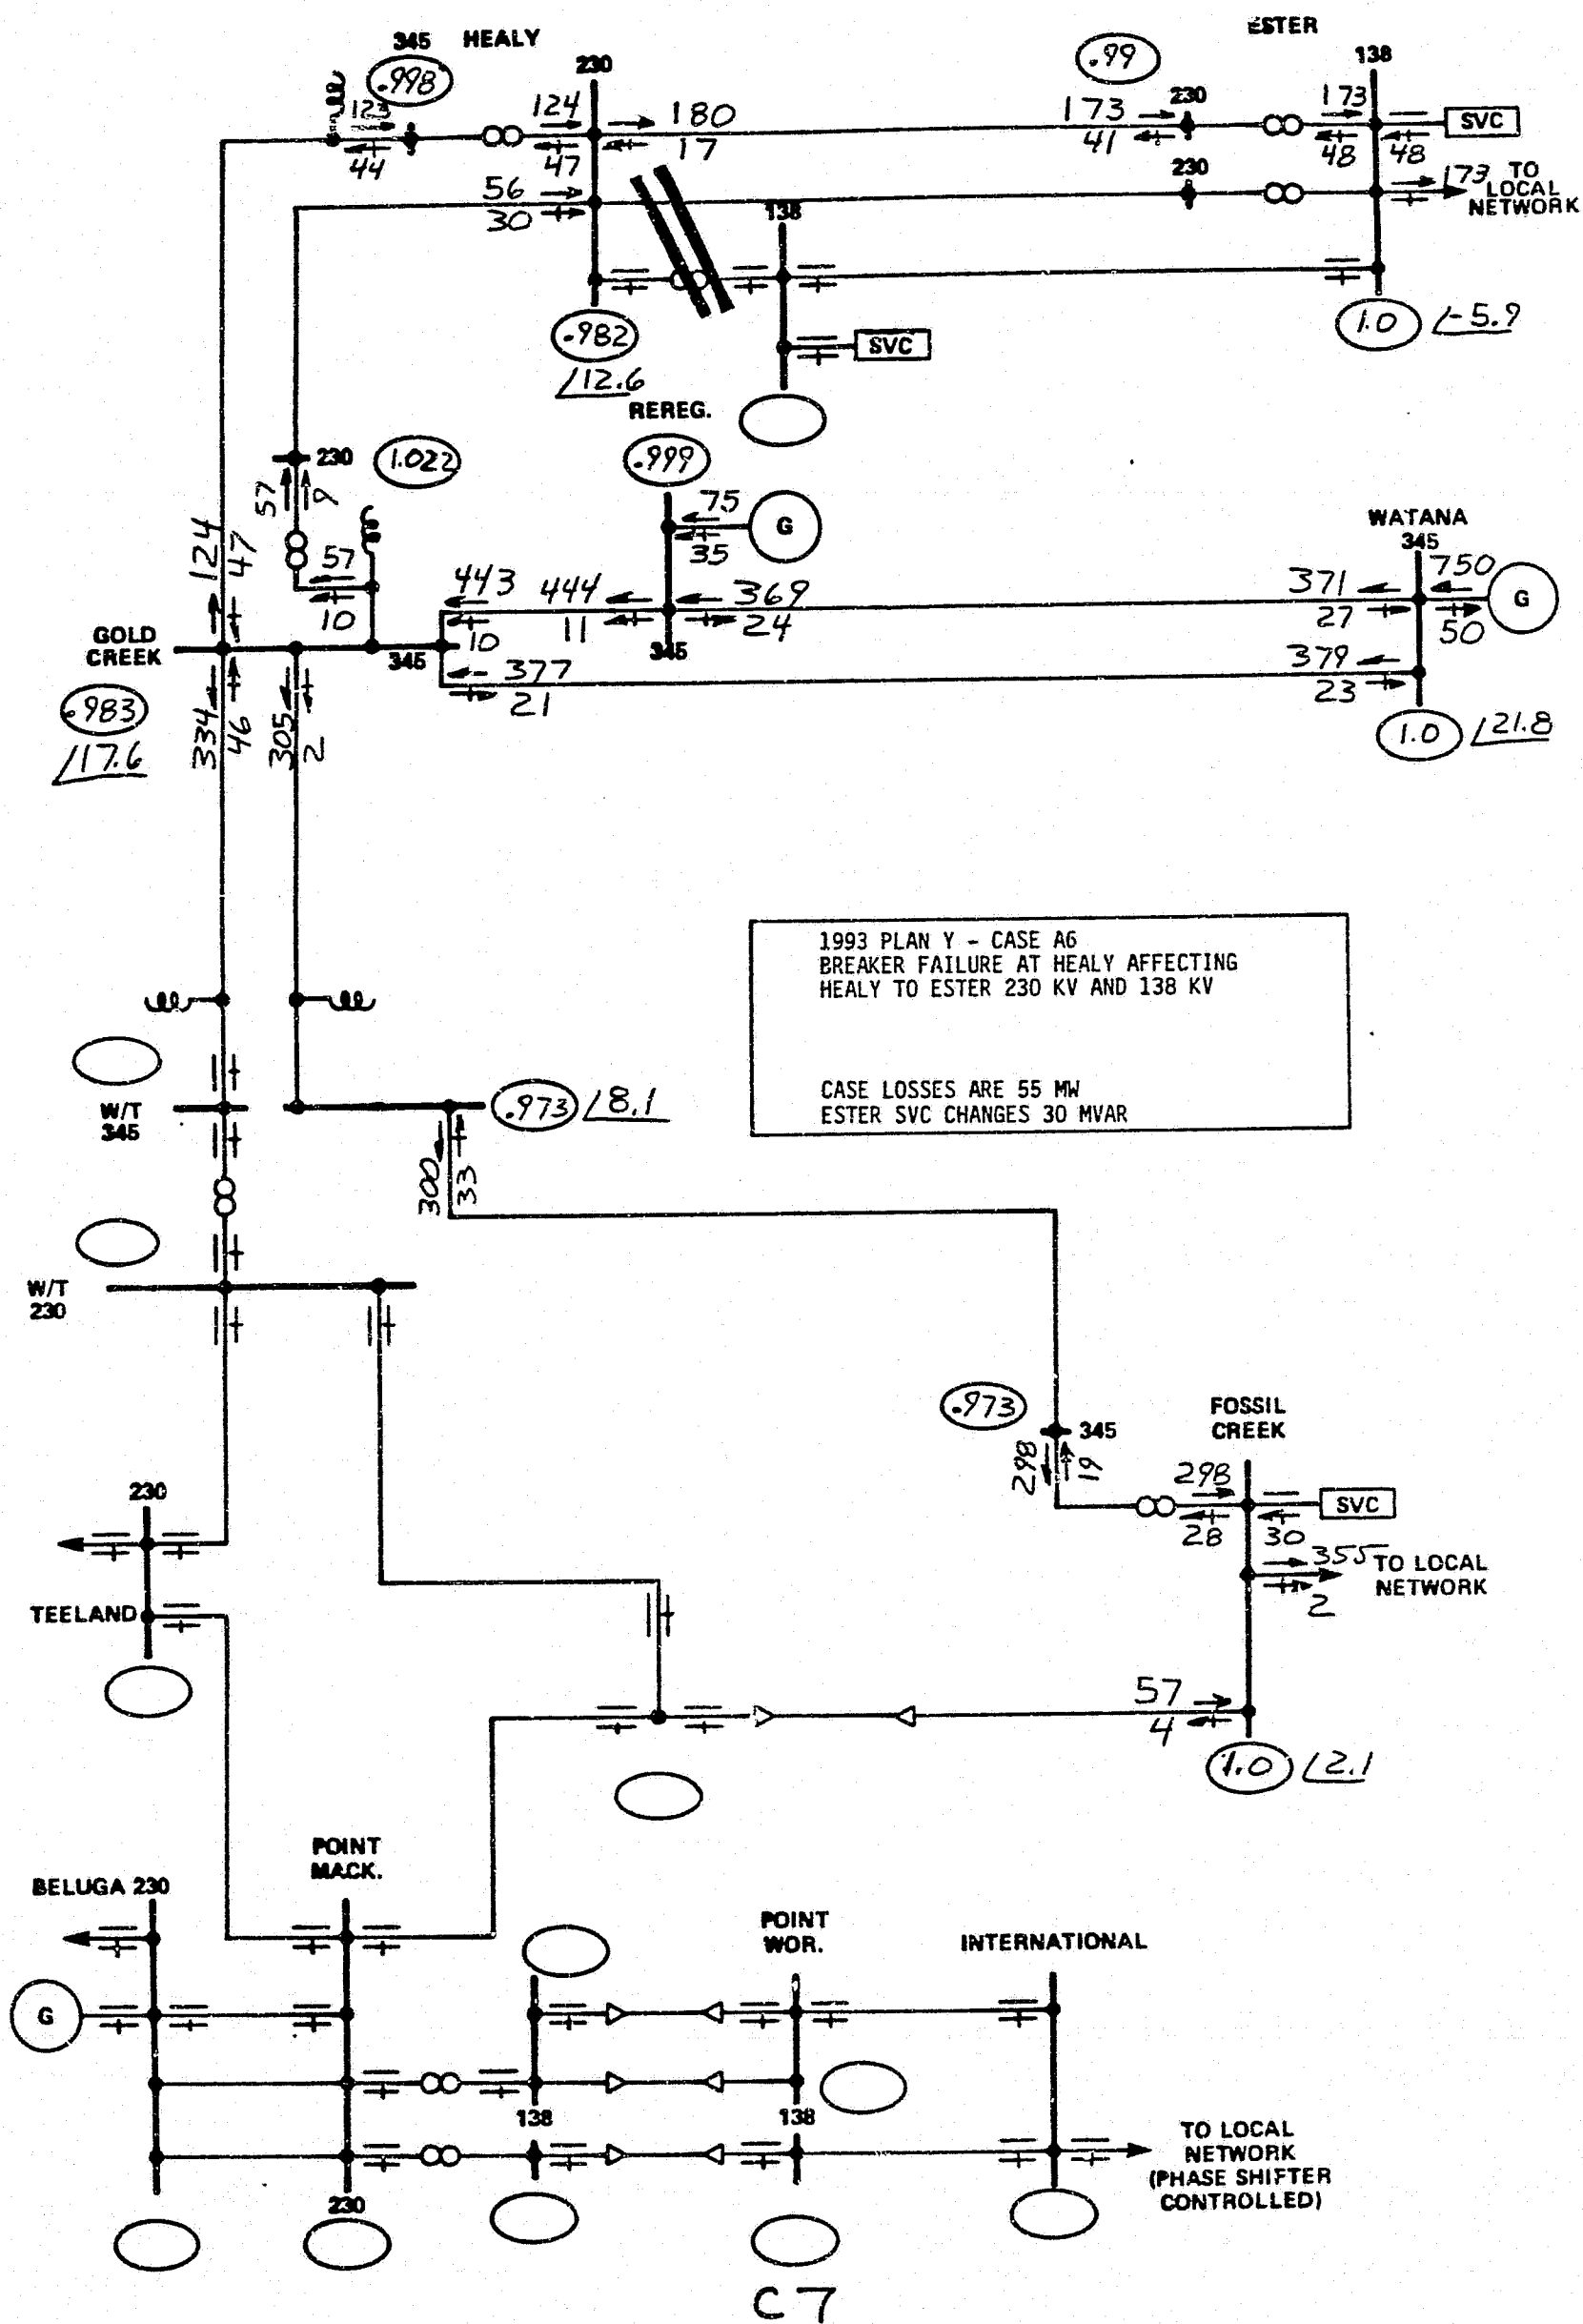 345 HEALY
.998
230
ESTER
.99
138
123
44
124
47
180
17
173
41
230
173
48
48
SVC
230
173 TO
LOCAL
NETWORK
56
30
138
.982
/12.6
SVC
1.0 /-5.9
REREG.
230
1.022
.999
57
9
75
35
G
WATANA
345
750
50
G
124
47
57
10
443
10
444
11
369
24
371
27
GOLD
CREEK
345
345
377
21
379
23
.983
/17.6
334
46
305
2
1.0 /21.8
1993 PLAN Y - CASE A6
BREAKER FAILURE AT HEALY AFFECTING
HEALY TO ESTER 230 KV AND 138 KV
CASE LOSSES ARE 55 MW
ESTER SVC CHANGES 30 MVAR
W/T
345
.973 /8.1
300
33
W/T
230
.973
345
FOSSIL
CREEK
298
19
298
28
30
SVC
355 TO LOCAL
NETWORK
2
230
TEELAND
57
4
1.0 /2.1
POINT
MACK.
BELUGA 230
POINT
WOR.
INTERNATIONAL
G
138
138
230
TO LOCAL
NETWORK
(PHASE SHIFTER
CONTROLLED)
C7